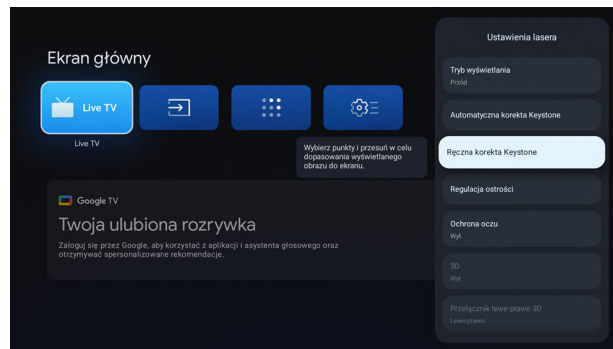 Ekran główny
Live TV
Live TV
Wybierz punkty i przesuń w celu
dopasowania wyświetlanego
obrazu do ekranu.
Google TV
Twoja ulubiona rozrywka
Zaloguj się przez Google, aby korzystać z aplikacji i asystenta głosowego oraz
otrzymywać spersonalizowane rekomendacje.
Ustawienia lasera
Tryb wyświetlania
Przód
Automatyczna korekta Keystone
Ręczna korekta Keystone
Regulacja ostrości
Ochrona oczu
Wył.
3D
Wył.
Przełącznik lewe-prawe 3D
Lewo-prawo